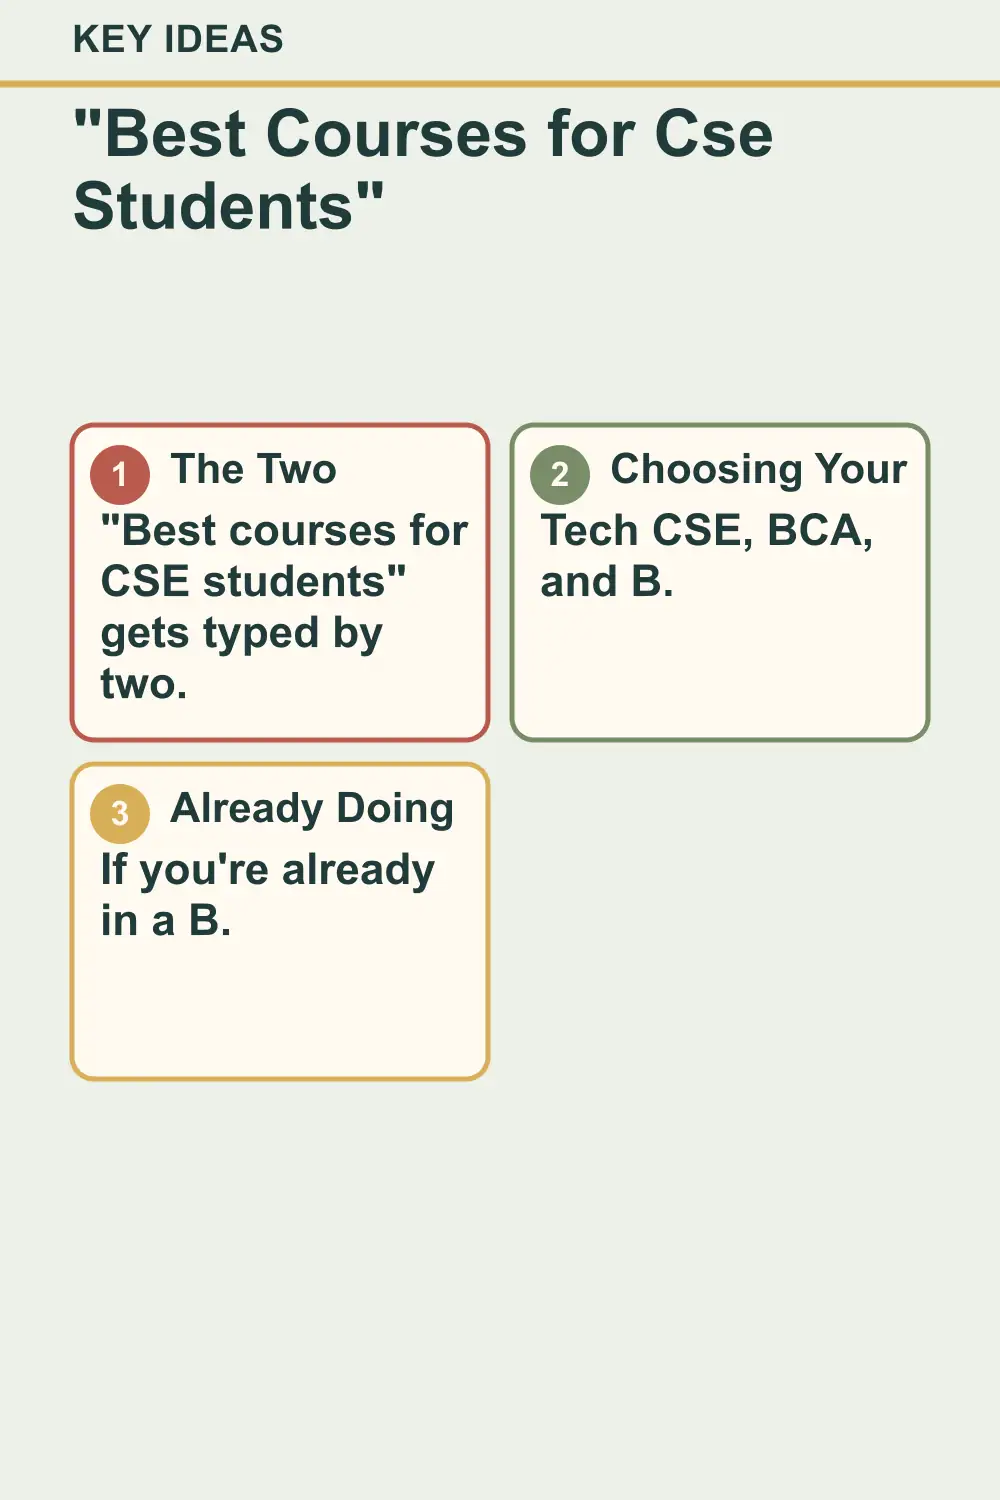 KEY IDEAS
"Best Courses for Cse
Students"
1 The Two
"Best courses for
CSE students"
gets typed by
two.
2 Choosing Your
Tech CSE, BCA,
and B.
3 Already Doing
If you're already
in a B.